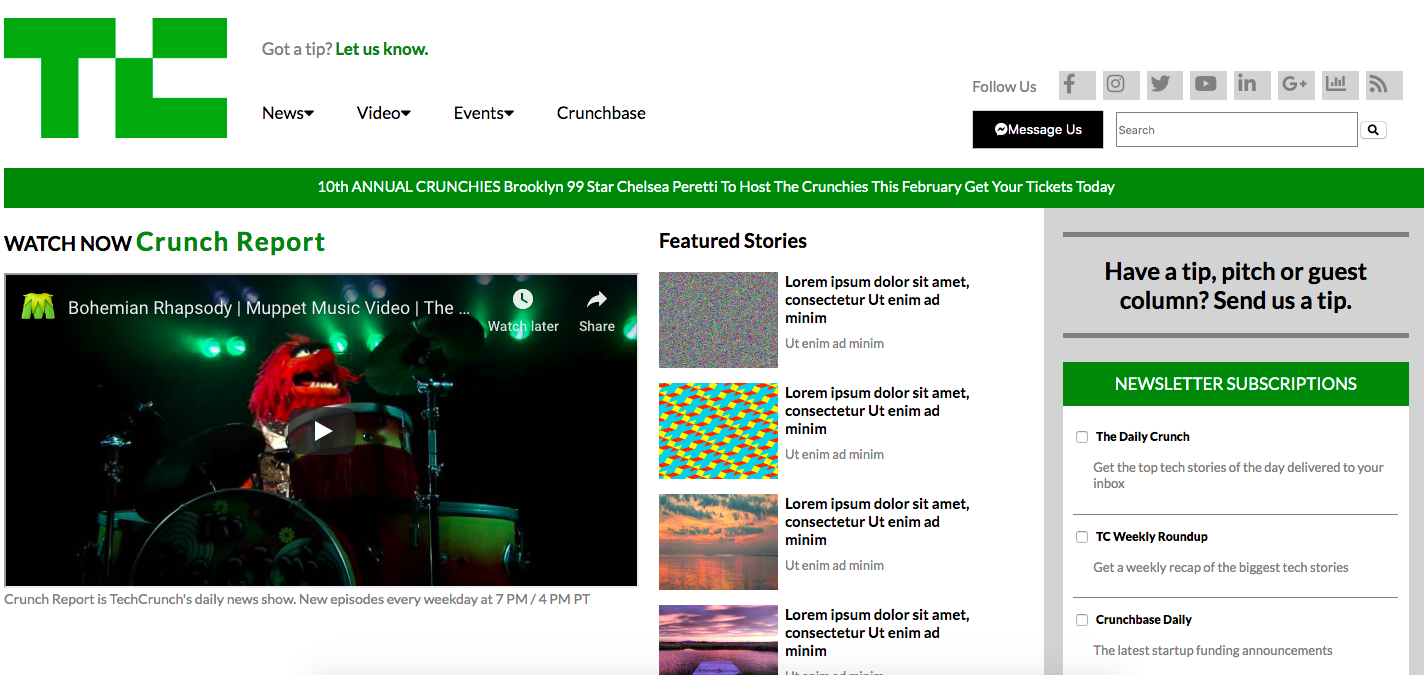 TC
Got a tip? Let us know.
News
Video
Events
Crunchbase
Follow Us
Message Us
Search
10th ANNUAL CRUNCHIES Brooklyn 99 Star Chelsea Peretti To Host The Crunchies This February Get Your Tickets Today
WATCH NOW Crunch Report
Bohemian Rhapsody | Muppet Music Video | The ...
Watch later
Share
Crunch Report is TechCrunch's daily news show. New episodes every weekday at 7 PM / 4 PM PT
Featured Stories
Lorem ipsum dolor sit amet,
consectetur Ut enim ad
minim
Ut enim ad minim
Lorem ipsum dolor sit amet,
consectetur Ut enim ad
minim
Ut enim ad minim
Lorem ipsum dolor sit amet,
consectetur Ut enim ad
minim
Ut enim ad minim
Lorem ipsum dolor sit amet,
consectetur Ut enim ad
minim
Ut enim ad minim
Have a tip, pitch or guest
column? Send us a tip.
NEWSLETTER SUBSCRIPTIONS
The Daily Crunch
Get the top tech stories of the day delivered to your
inbox
TC Weekly Roundup
Get a weekly recap of the biggest tech stories
Crunchbase Daily
The latest startup funding announcements